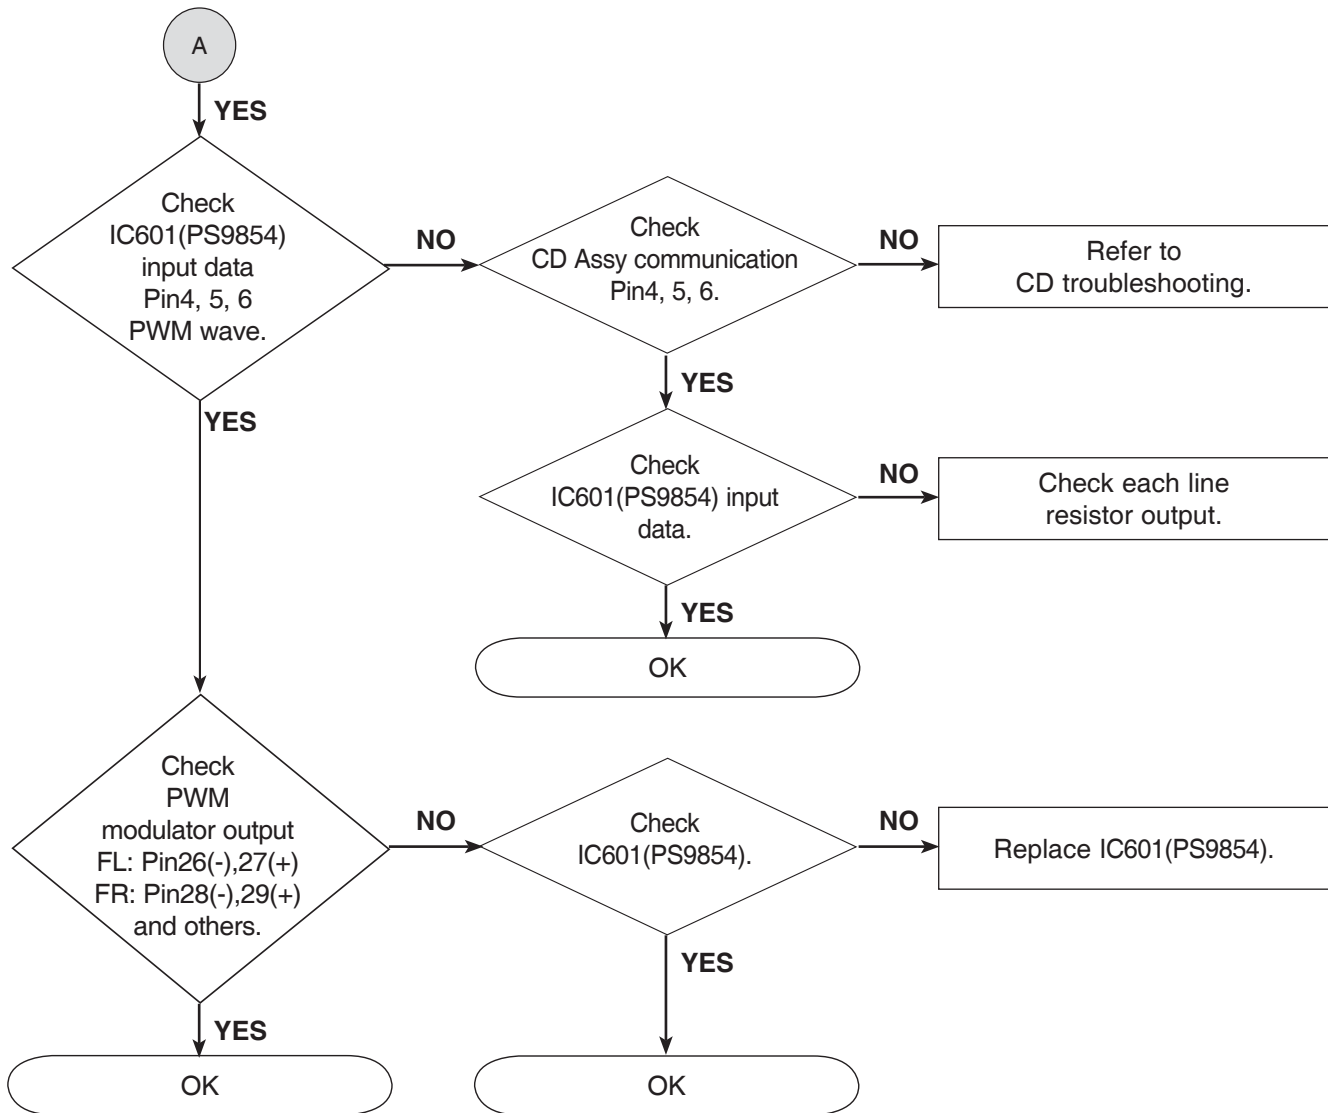 A
YES
Check
IC601(PS9854)
input data
Pin4, 5, 6
PWM wave.
NO
Check
CD Assy communication
Pin4, 5, 6.
NO
Refer to
CD troubleshooting.
YES
YES
Check
IC601(PS9854) input
data.
NO
Check each line
resistor output.
YES
OK
Check
PWM
modulator output
FL: Pin26(-),27(+)
FR: Pin28(-),29(+)
and others.
NO
Check
IC601(PS9854).
NO
Replace IC601(PS9854).
YES
YES
OK
OK